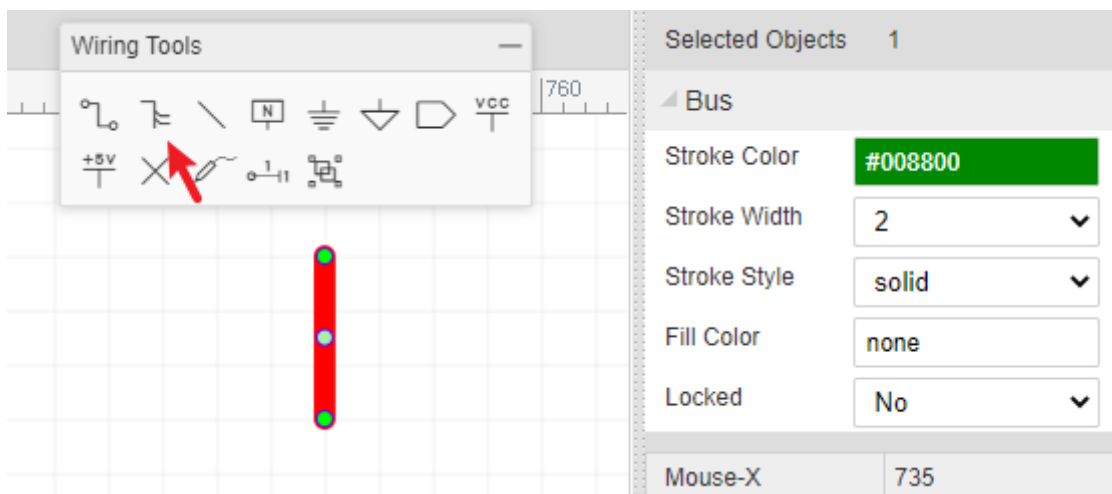 Wiring Tools
760
N
VCC
+5V
1
1
Selected Objects 1
Bus
Stroke Color #008800
Stroke Width 2
Stroke Style solid
Fill Color none
Locked No
Mouse-X 735